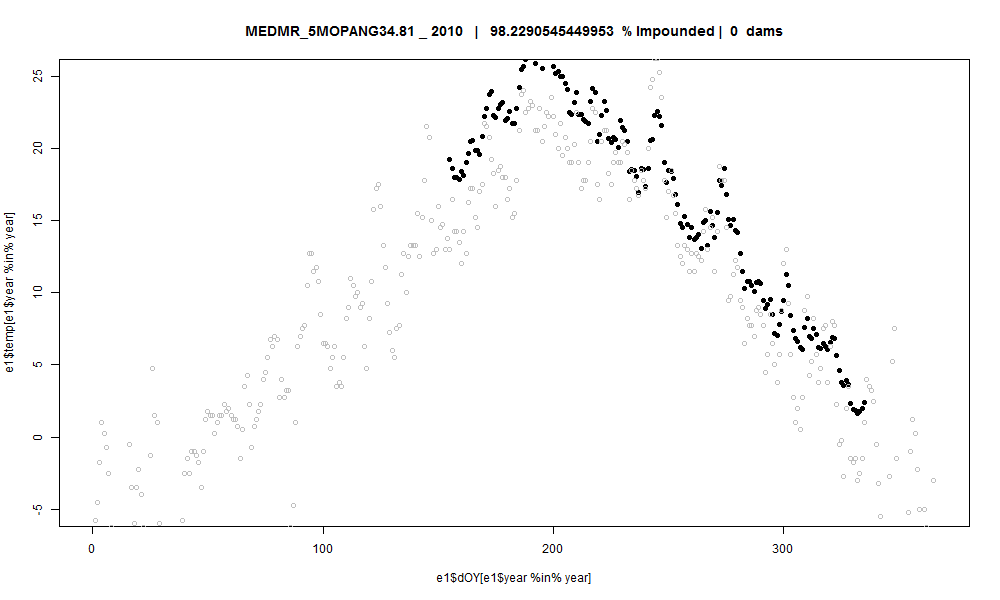 MEDMR_5MOPANG34.81 _ 2010 | 98.2290545449953 % Impounded | 0 dams
25
20
15
10
5
0
-5
e1$temp[e1$year %in% year]
0 100 200 300
e1$dOY[e1$year %in% year]